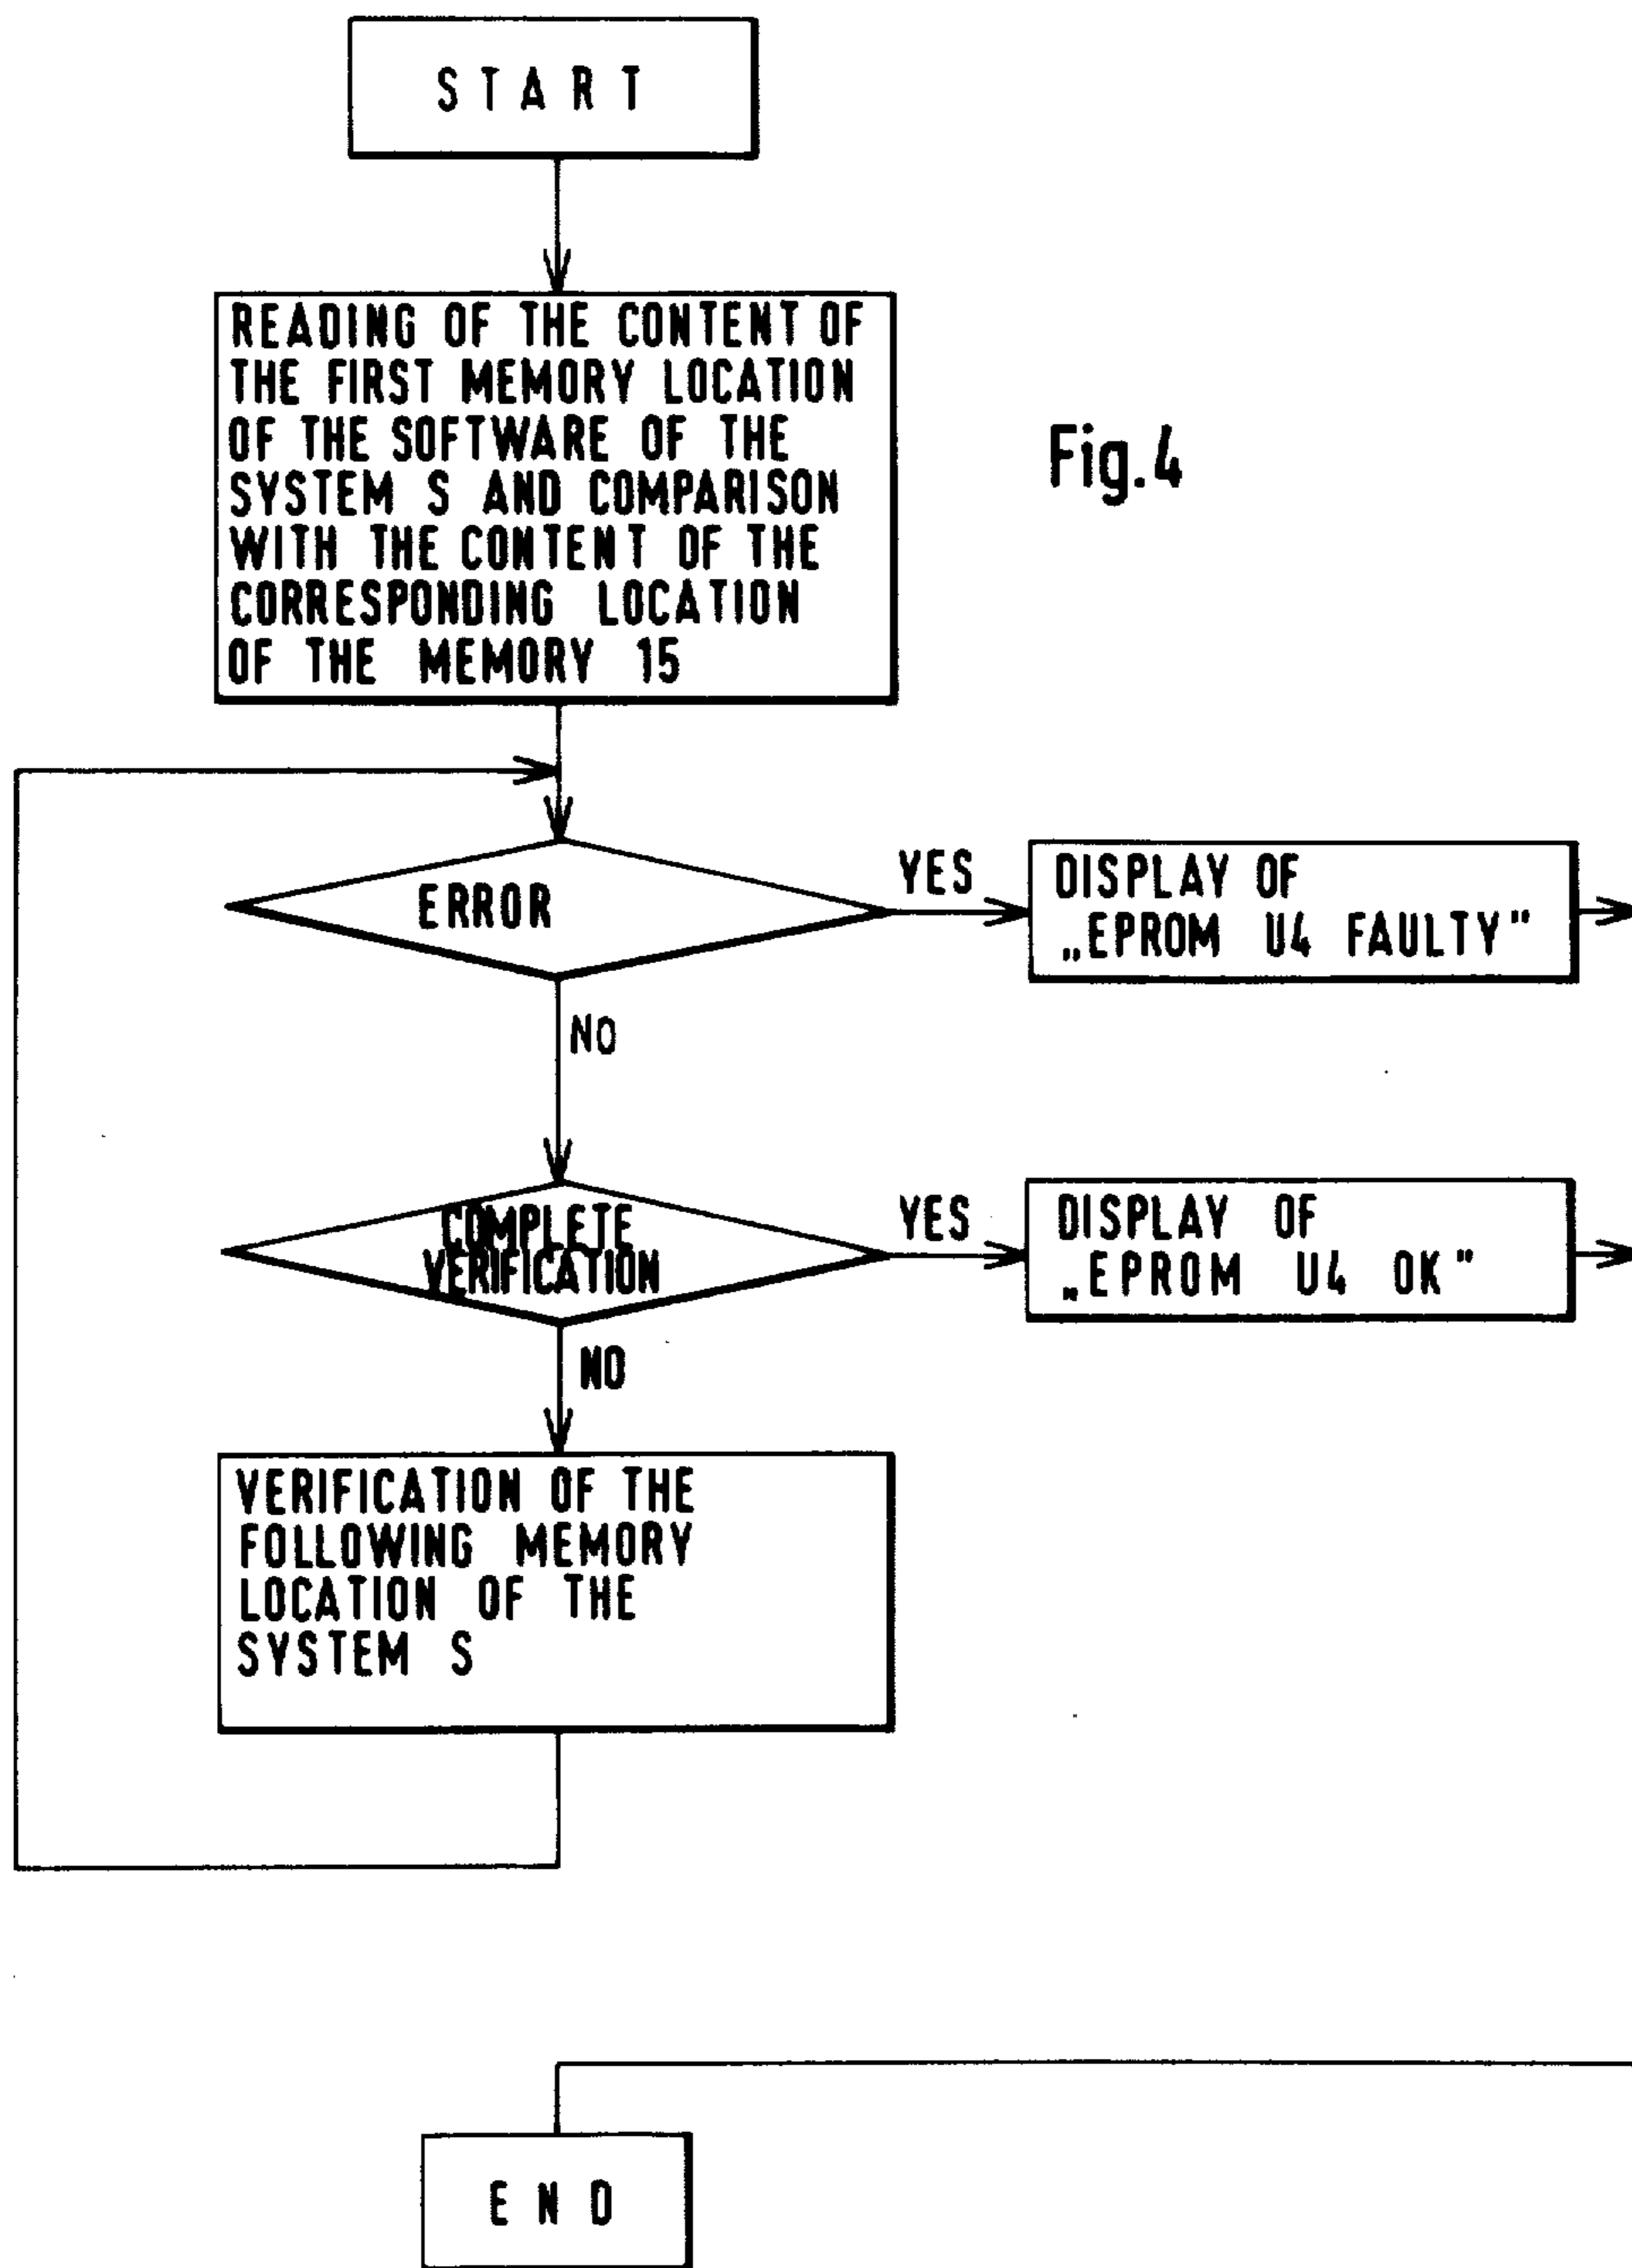 START
READING OF THE CONTENT OF
THE FIRST MEMORY LOCATION
OF THE SOFTWARE OF THE
SYSTEM S AND COMPARISON
WITH THE CONTENT OF THE
CORRESPONDING LOCATION
OF THE MEMORY 15
Fig.4
ERROR
YES
DISPLAY OF
„EPROM U4 FAULTY"
NO
COMPLETE
VERIFICATION
YES
DISPLAY OF
„EPROM U4 OK"
NO
VERIFICATION OF THE
FOLLOWING MEMORY
LOCATION OF THE
SYSTEM S
END